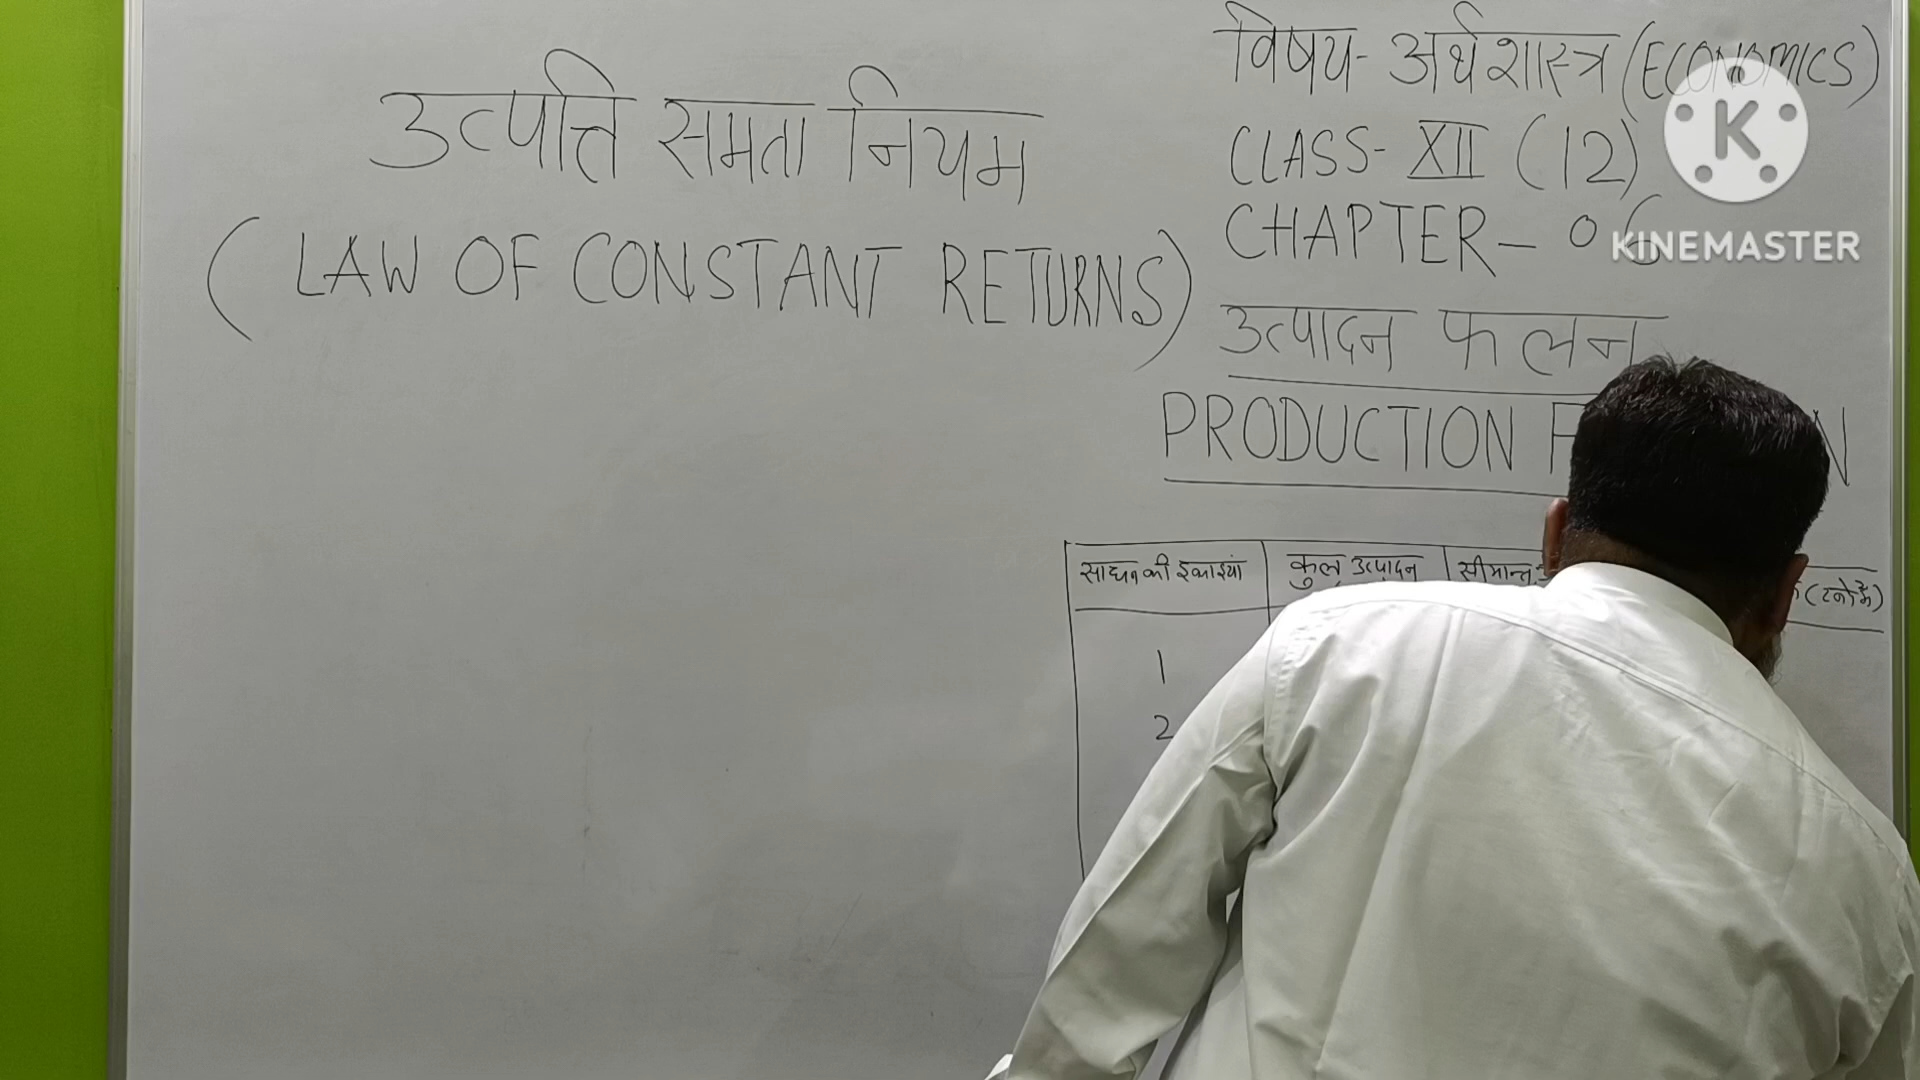 उत्पत्ति समता नियम
(LAW OF CONSTANT RETURNS)
विषय- अर्थशास्त्र (ECONOMICS)
CLASS- XII (12)
CHAPTER- 06
उत्पादन फलन
PRODUCTION
साधन की इकाइयां कुल उत्पादन सीमान्त (टनों में)
1
2
K
KINEMASTER